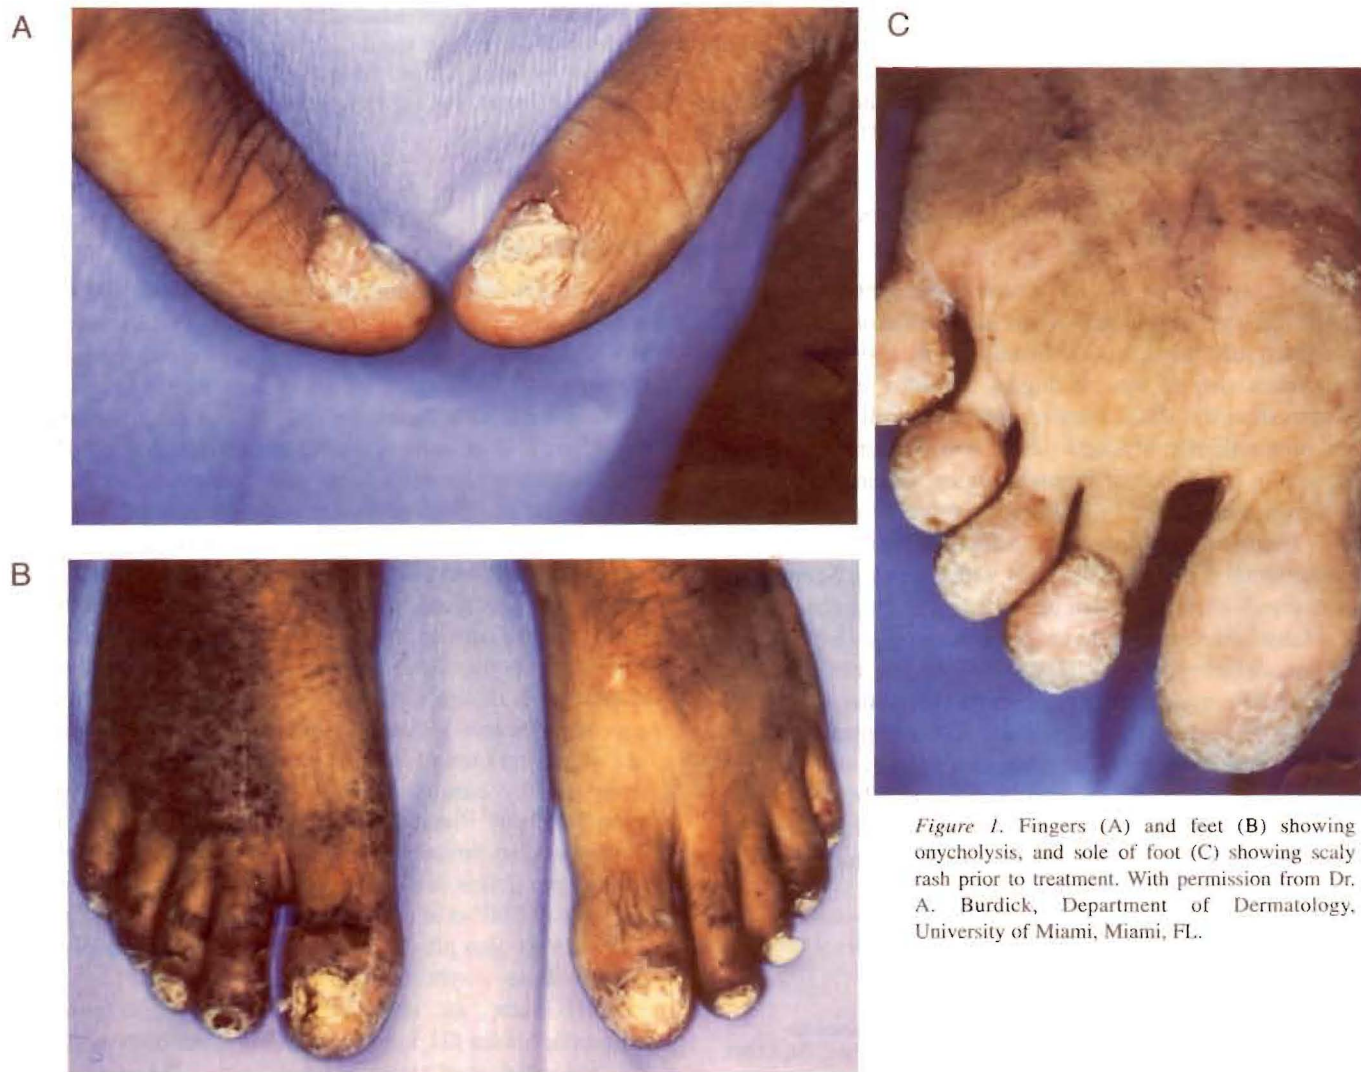 A
C
B
Figure 1. Fingers (A) and feet (B) showing
onycholysis, and sole of foot (C) showing scaly
rash prior to treatment. With permission from Dr.
A. Burdick, Department of Dermatology,
University of Miami, Miami, FL.